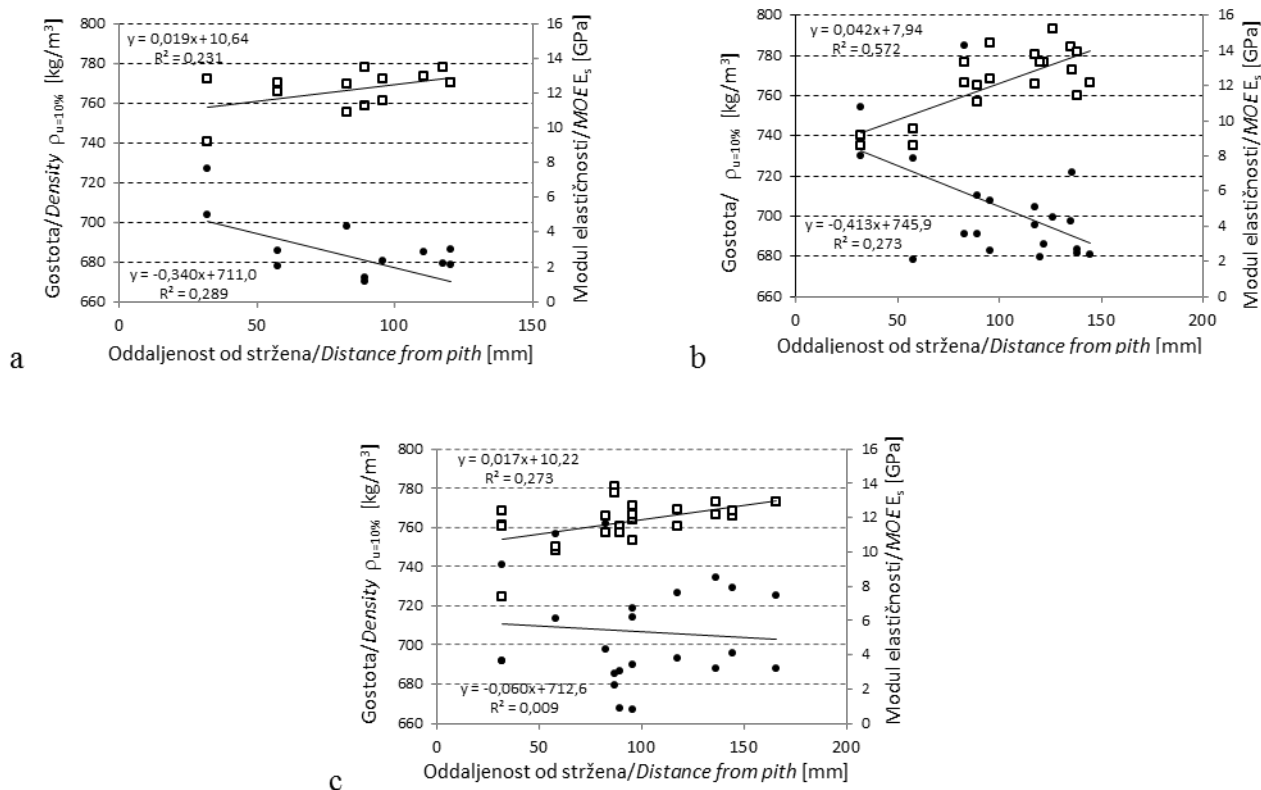 800
780
760
740
720
700
680
660
Gostota/Density ρu=10% [kg/m³]
y = 0,019x+10,64
R² = 0,231
y = -0,340x+711,0
R² = 0,289
16
14
12
10
8
6
4
2
0
Modul elastičnosti/MOE Es [GPa]
0 50 100 150
Oddaljenost od stržena/Distance from pith [mm]
a
800
780
760
740
720
700
680
660
Gostota/ ρu=10% [kg/m³]
y = 0,042x+7,94
R² = 0,572
y = -0,413x+745,9
R² = 0,273
16
14
12
10
8
6
4
2
0
Modul elastičnosti/MOE Es [GPa]
0 50 100 150 200
Oddaljenost od stržena/Distance from pith [mm]
b
800
780
760
740
720
700
680
660
Gostota/Density ρu=10% [kg/m³]
y = 0,017x+10,22
R² = 0,273
y = -0,060x+712,6
R² = 0,009
16
14
12
10
8
6
4
2
0
Modul elastičnosti/MOE Es [GPa]
0 50 100 150 200
Oddaljenost od stržena/Distance from pith [mm]
c